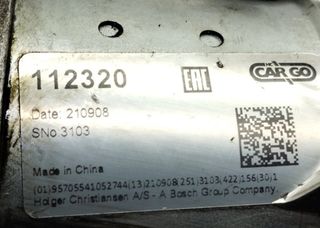 112320
EAC
CARGO
Date: 210908
SNo.3103
Made in China
(01)95705541052744(13)210908(251)3103(422)156(30)1
Holger Christiansen A/S - A Bosch Group Company.